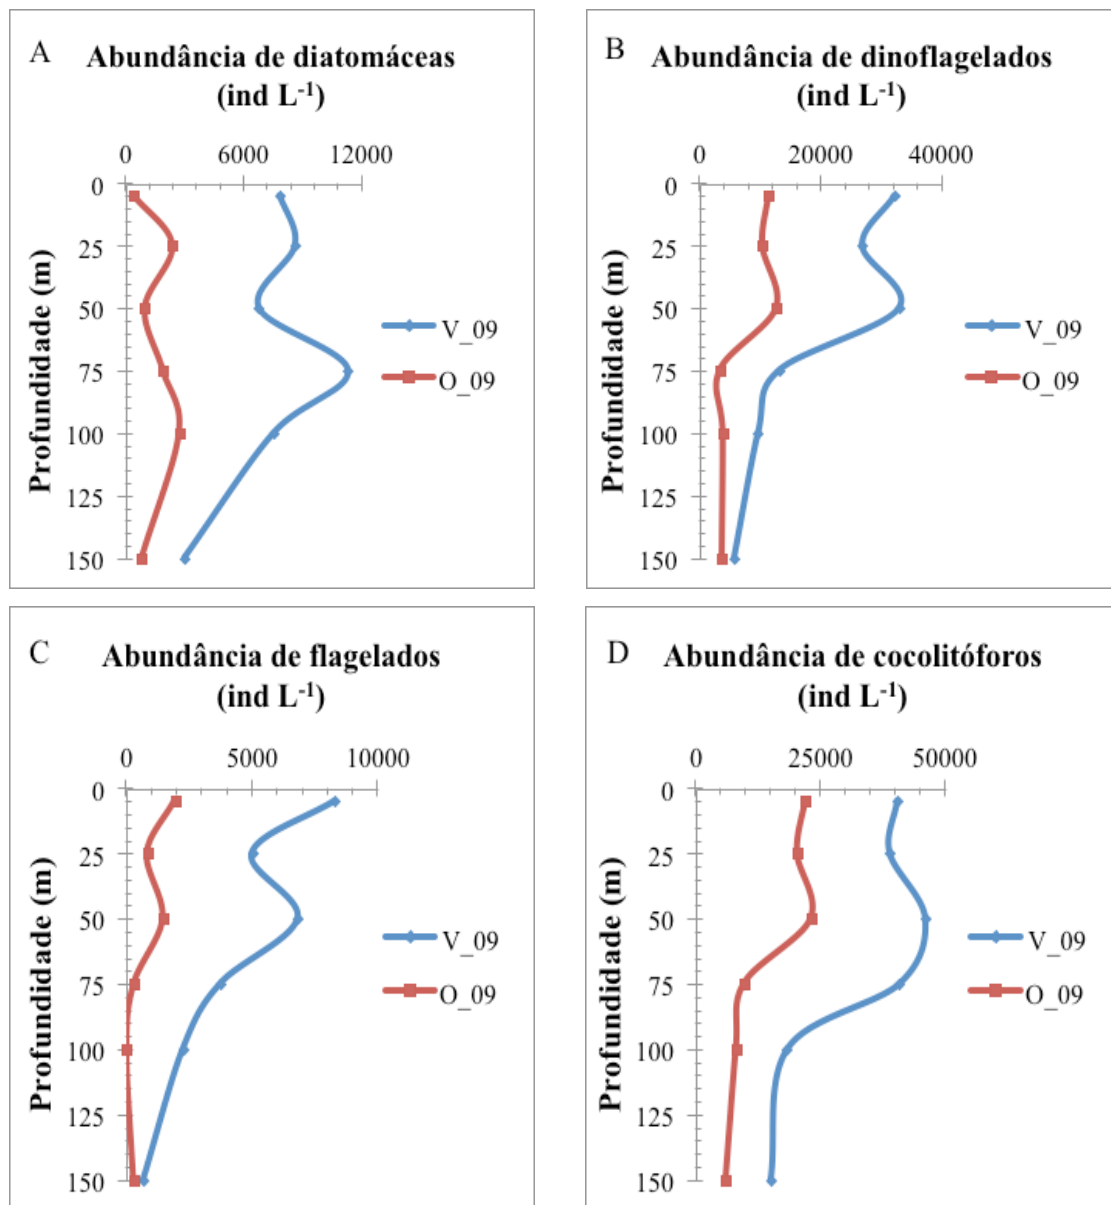 A
Abundância de diatomáceas
(ind L⁻¹)
0 6000 12000
0
25
50
75
100
125
150
Profundidade (m)
V_09
O_09
B
Abundância de dinoflagelados
(ind L⁻¹)
0 20000 40000
0
25
50
75
100
125
150
Profundidade (m)
V_09
O_09
C
Abundância de flagelados
(ind L⁻¹)
0 5000 10000
0
25
50
75
100
125
150
Profundidade (m)
V_09
O_09
D
Abundância de cocolitóforos
(ind L⁻¹)
0 25000 50000
0
25
50
75
100
125
150
Profundidade (m)
V_09
O_09